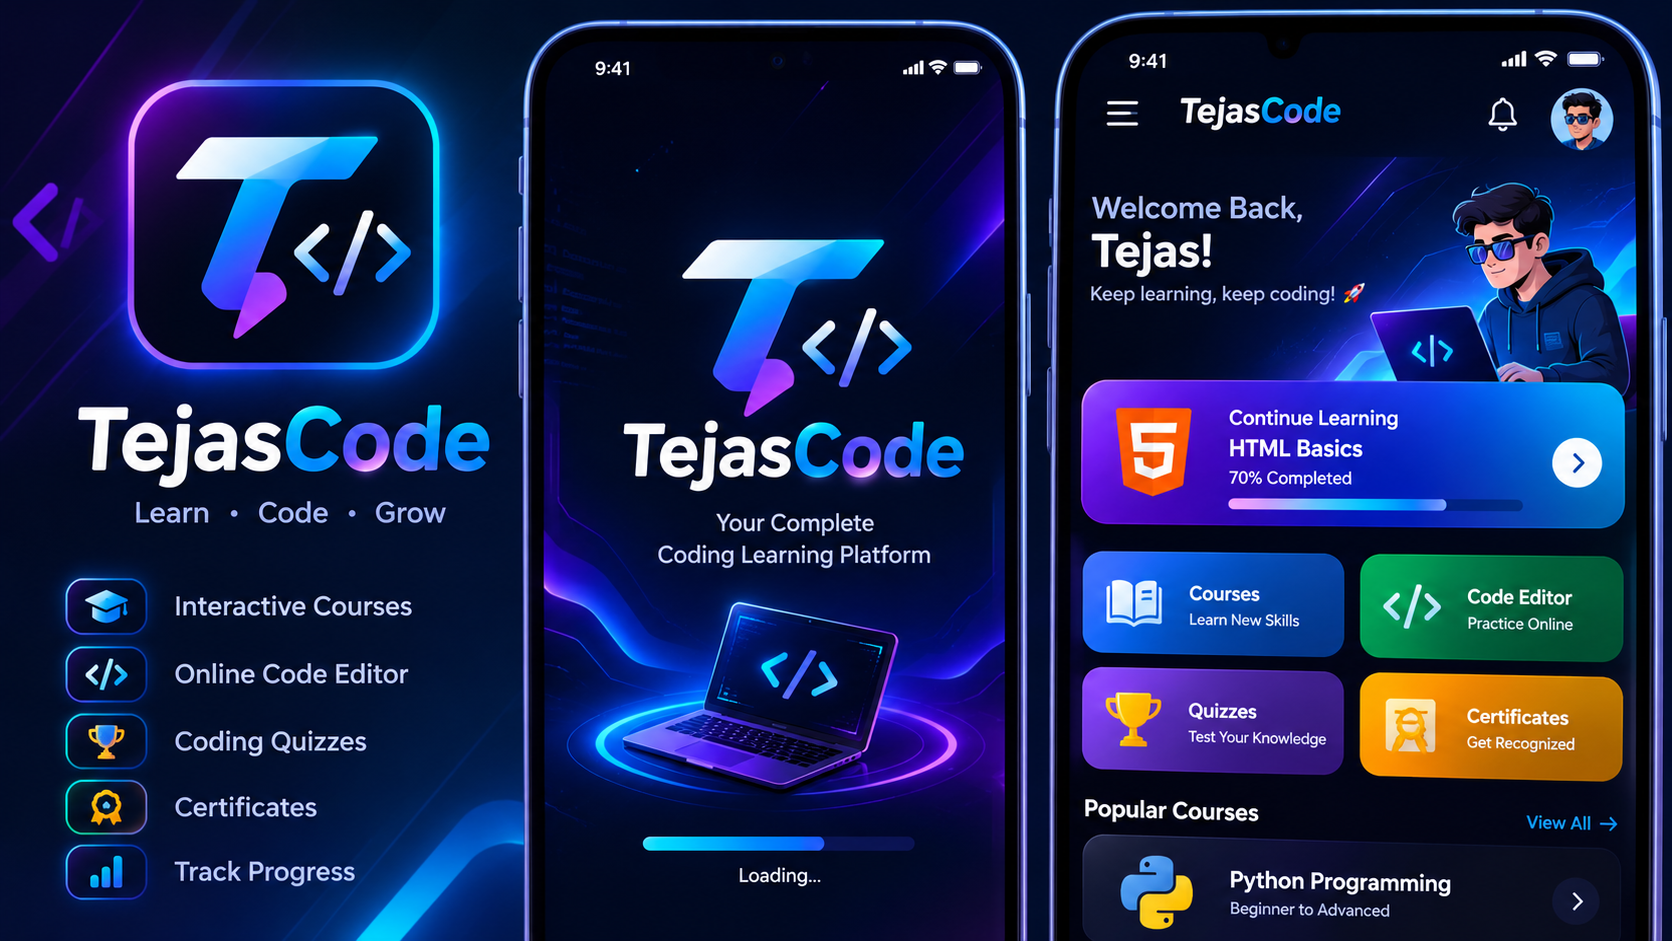 TejasCode
Learn • Code • Grow
Interactive Courses
</>
Online Code Editor
Coding Quizzes
Certificates
Track Progress
9:41
TejasCode
Your Complete
Coding Learning Platform
</>
Loading...
9:41
TejasCode
Welcome Back,
Tejas!
Keep learning, keep coding! 🚀
</>
5
Continue Learning
HTML Basics
70% Completed
Courses
Learn New Skills
</>
Code Editor
Practice Online
Quizzes
Test Your Knowledge
Certificates
Get Recognized
Popular Courses
View All →
Python Programming
Beginner to Advanced